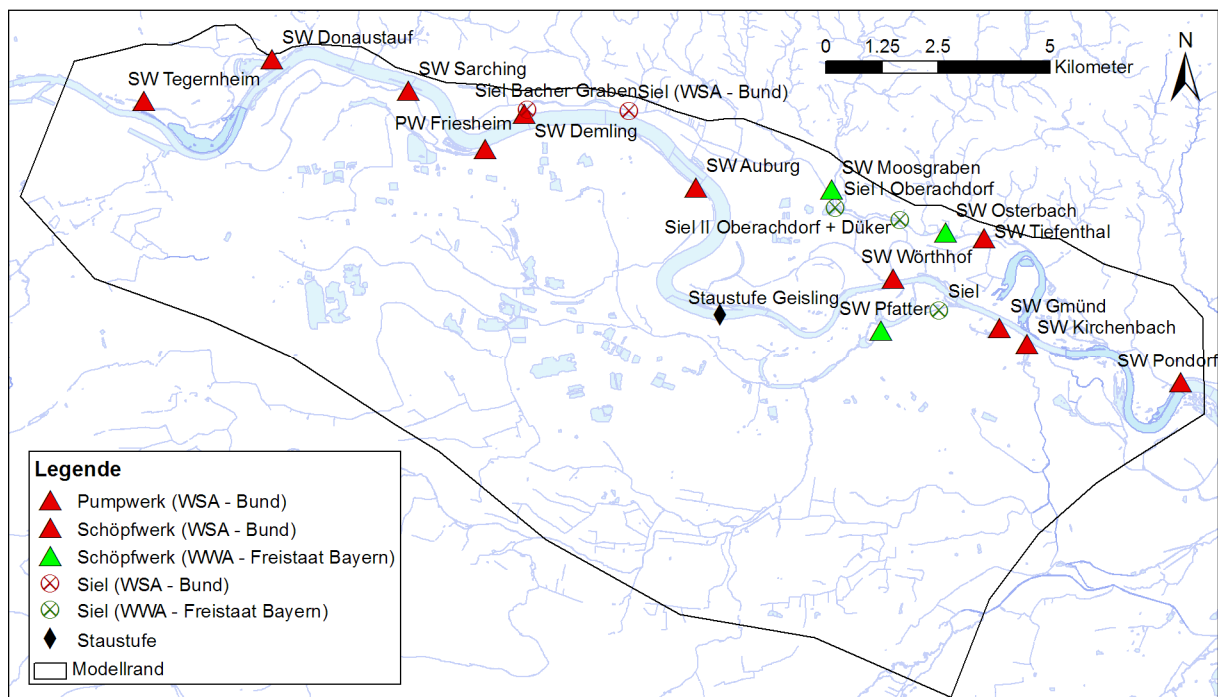 SW Donaustauf
N
0 1.25 2.5 5
Kilometer
SW Tegernheim
SW Sarching
Siel Bacher Graben
Siel (WSA - Bund)
PW Friesheim
SW Demling
SW Auburg
SW Moosgraben
Siel I Oberachdorf
SW Osterbach
Siel II Oberachdorf + Düker
SW Tiefenthal
SW Wörthhof
Staustufe Geisling
Siel
SW Pfatter
SW Gmünd
SW Kirchenbach
SW Pondorf
Legende
Pumpwerk (WSA - Bund)
Schöpfwerk (WSA - Bund)
Schöpfwerk (WWA - Freistaat Bayern)
Siel (WSA - Bund)
Siel (WWA - Freistaat Bayern)
Staustufe
Modellrand